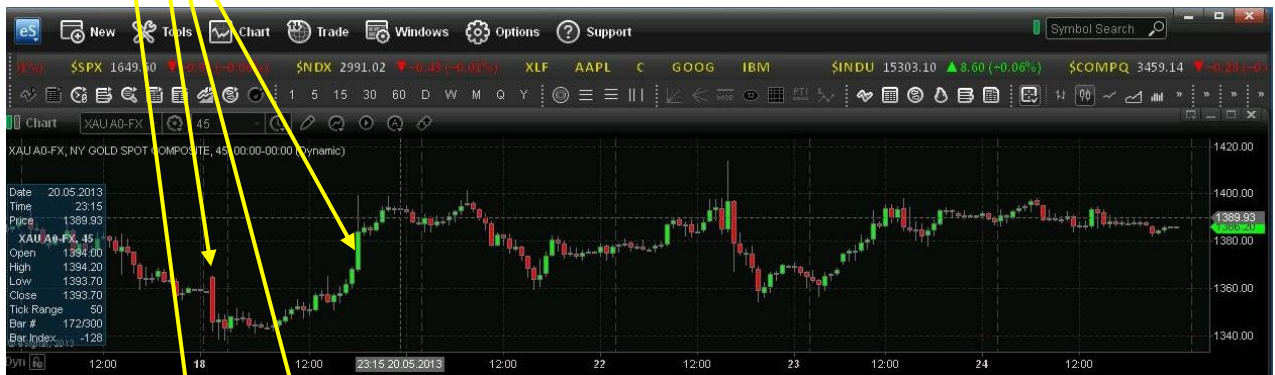 eS New Tools Chart Trade Windows Options Support Symbol Search
$SPX 1649.60 $NDX 2991.02 ▼ -0.43 (-0.01%) XLF AAPL C GOOG IBM $INDU 15303.10 ▲ 8.60 (+0.06%) $COMPQ 3459.14 ▼
1 5 15 30 60 D W M Q Y
Chart XAU A0-FX 45
XAU A0-FX, NY GOLD SPOT COMPOSITE, 45, 00:00-00:00 (Dynamic)
1420.00
1400.00
1389.93
1386.20
1380.00
1360.00
1340.00
Date 20.05.2013
Time 23:15
Price 1389.93
XAU A0-FX, 45
Open 1394.00
High 1394.20
Low 1393.70
Close 1393.70
Tick Range 50
Bar # 172/300
Bar Index -128
Dyn 12:00 18 12:00 23:15 20.05.2013 12:00 22 12:00 23 12:00 24 12:00